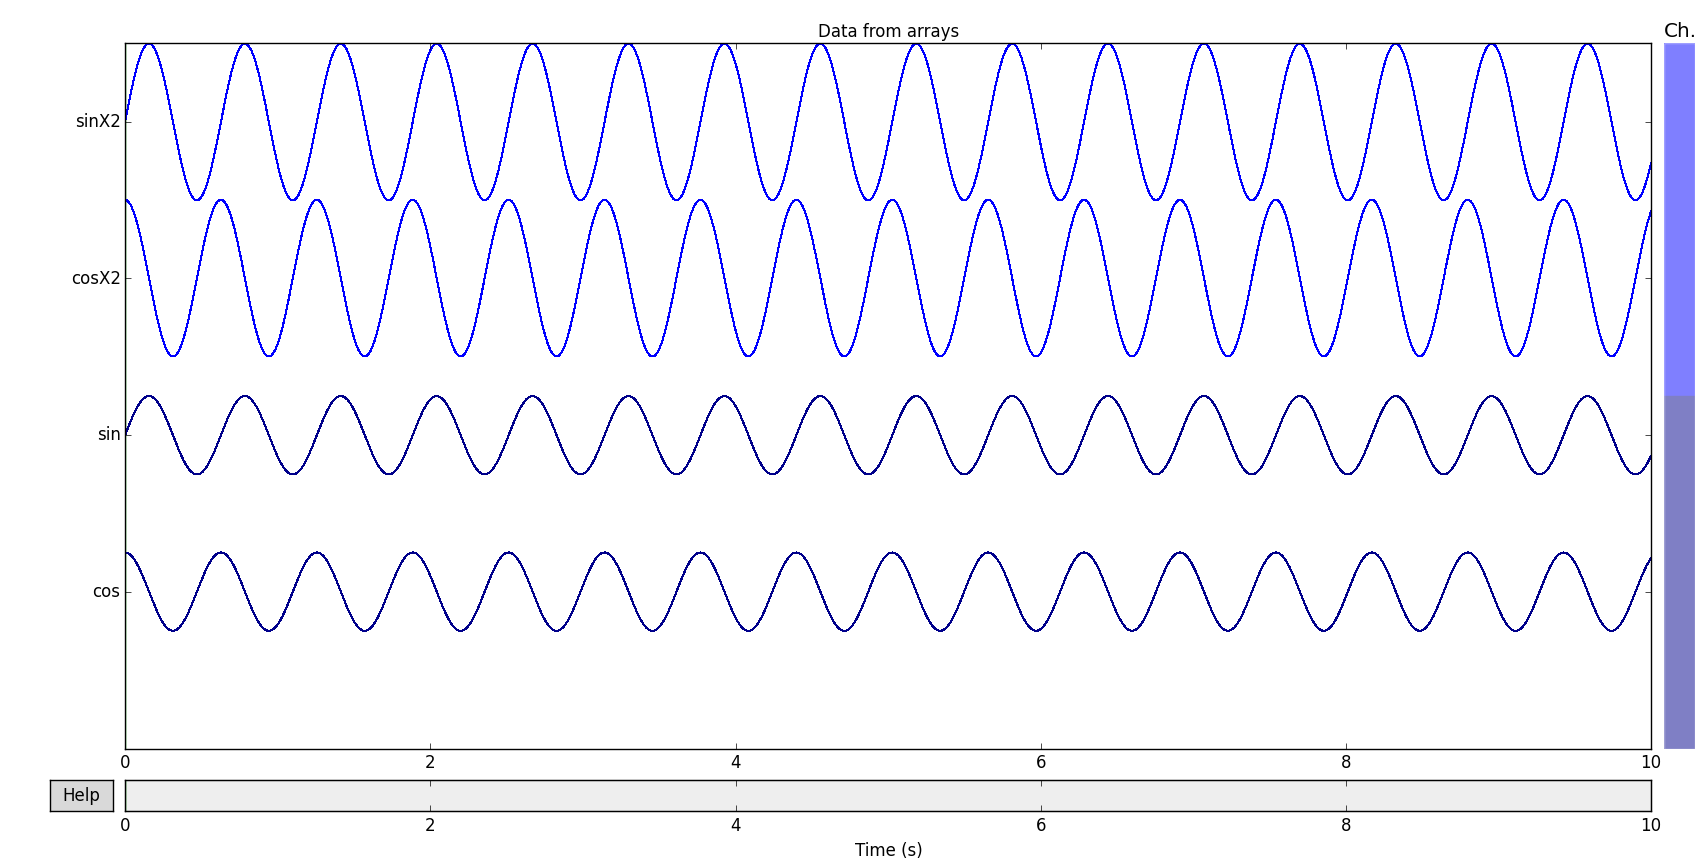 Data from arrays
Ch.
sinX2
cosX2
sin
cos
0 2 4 6 8 10
Help
0 2 4 6 8 10
Time (s)